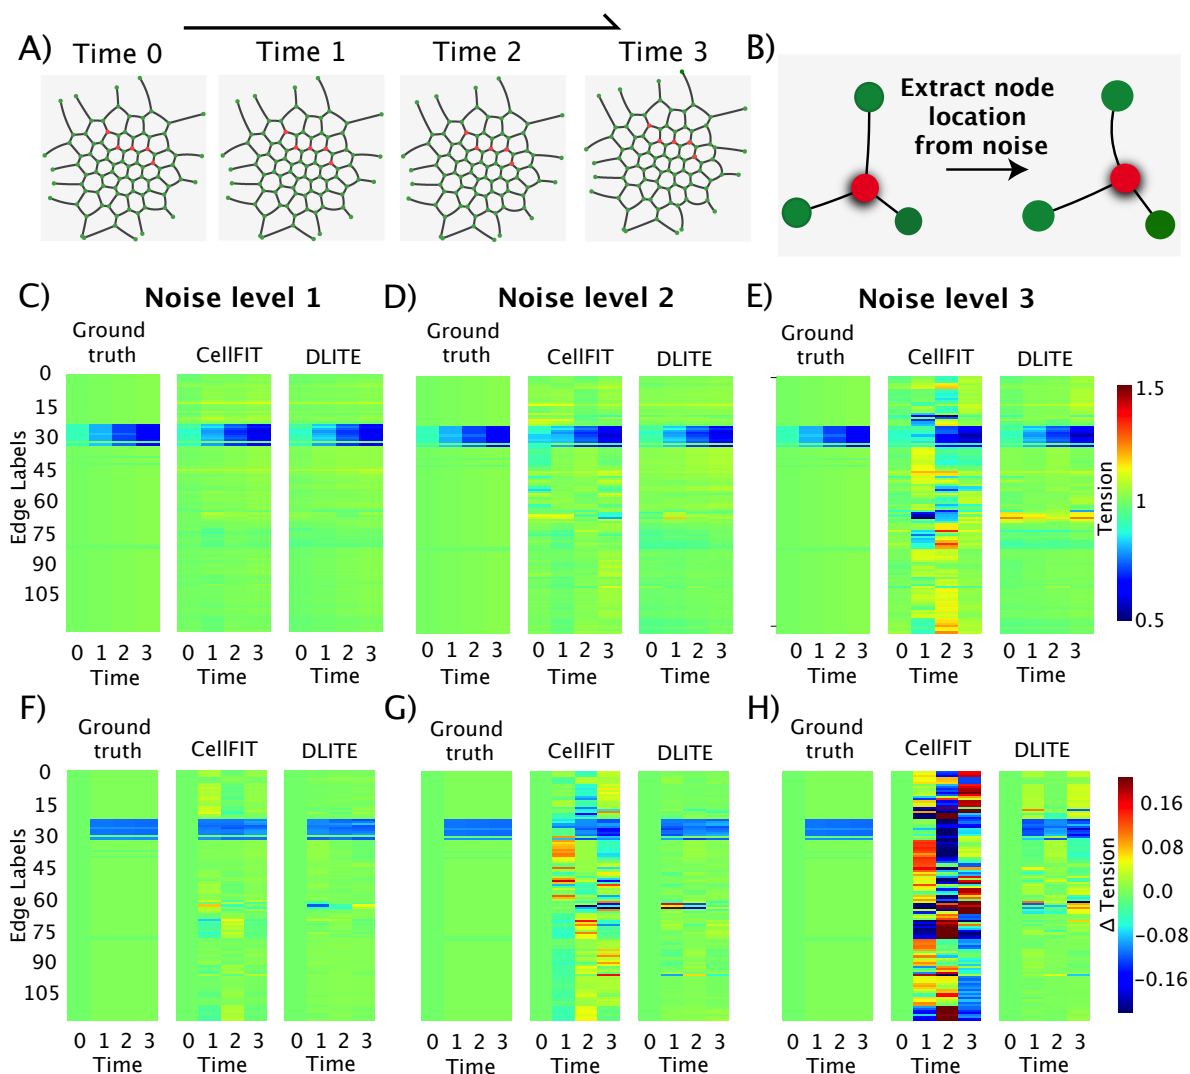 A)
Time 0
Time 1
Time 2
Time 3
B)
Extract node
location
from noise
C)
Noise level 1
D)
Noise level 2
E)
Noise level 3
Ground
truth
CellFIT
DLITE
Ground
truth
CellFIT
DLITE
Ground
truth
CellFIT
DLITE
0
15
30
45
60
75
90
105
Edge Labels
0 1 2 3
Time
0 1 2 3
Time
0 1 2 3
Time
0 1 2 3
Time
0 1 2 3
Time
0 1 2 3
Time
0 1 2 3
Time
0 1 2 3
Time
0 1 2 3
Time
1.5
1
0.5
Tension
F)
G)
H)
Ground
truth
CellFIT
DLITE
Ground
truth
CellFIT
DLITE
Ground
truth
CellFIT
DLITE
0
15
30
45
60
75
90
105
Edge Labels
0 1 2 3
Time
0 1 2 3
Time
0 1 2 3
Time
0 1 2 3
Time
0 1 2 3
Time
0 1 2 3
Time
0 1 2 3
Time
0 1 2 3
Time
0 1 2 3
Time
0.16
0.08
0.0
−0.08
−0.16
Δ Tension